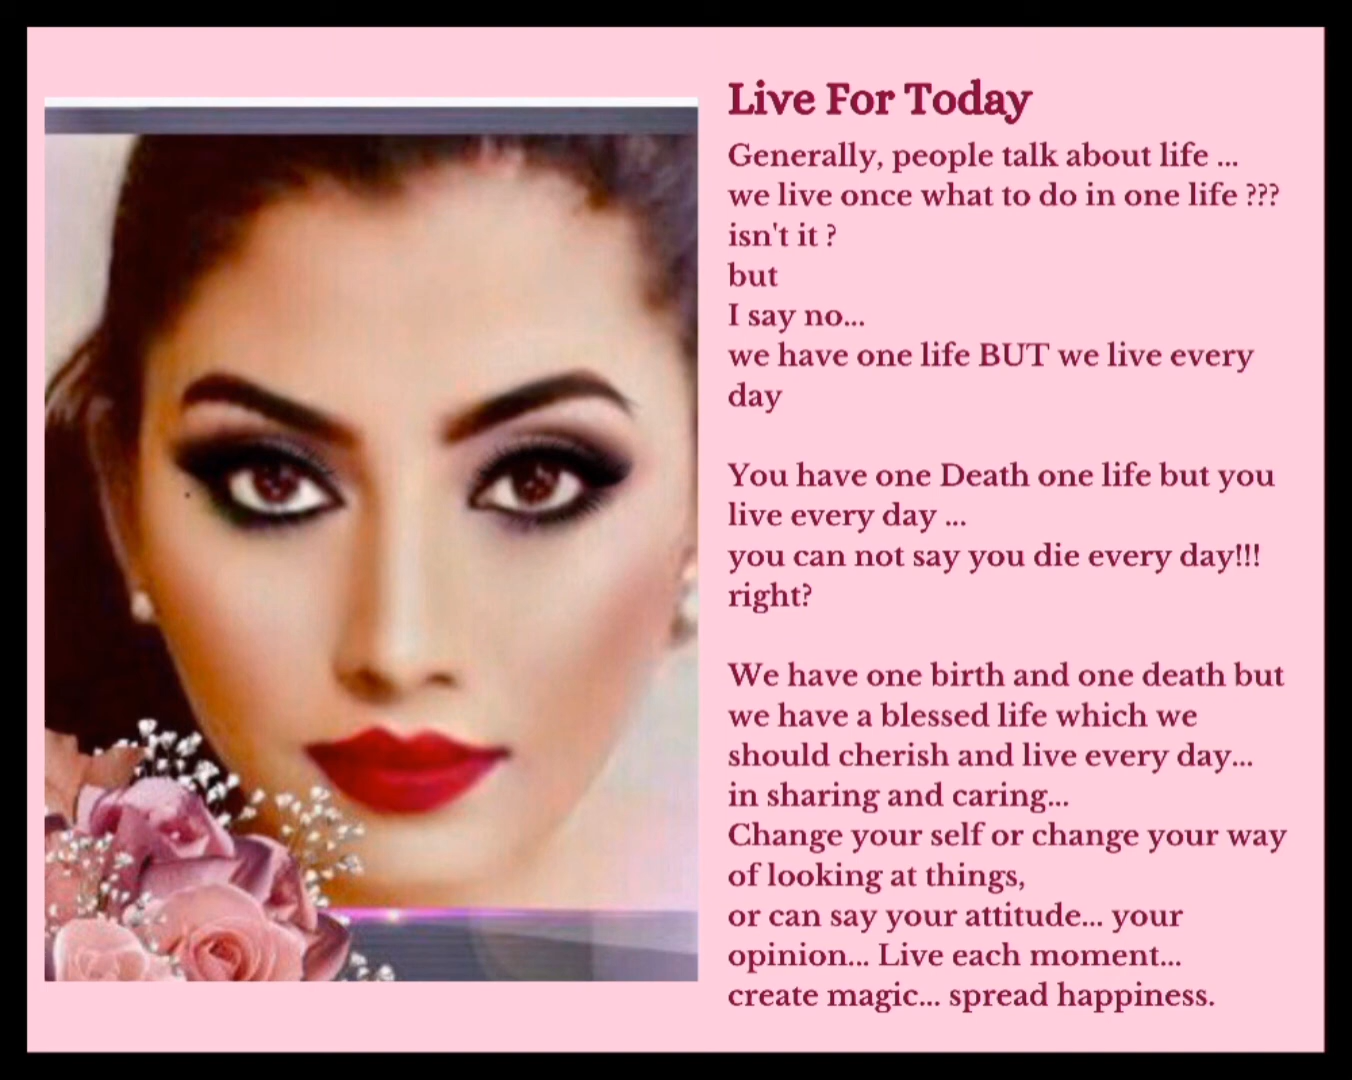 Live For Today
Generally, people talk about life ...
we live once what to do in one life ???
isn't it ?
but
I say no...
we have one life BUT we live every
day
You have one Death one life but you
live every day ...
you can not say you die every day!!!
right?
We have one birth and one death but
we have a blessed life which we
should cherish and live every day...
in sharing and caring...
Change your self or change your way
of looking at things,
or can say your attitude... your
opinion... Live each moment...
create magic... spread happiness.